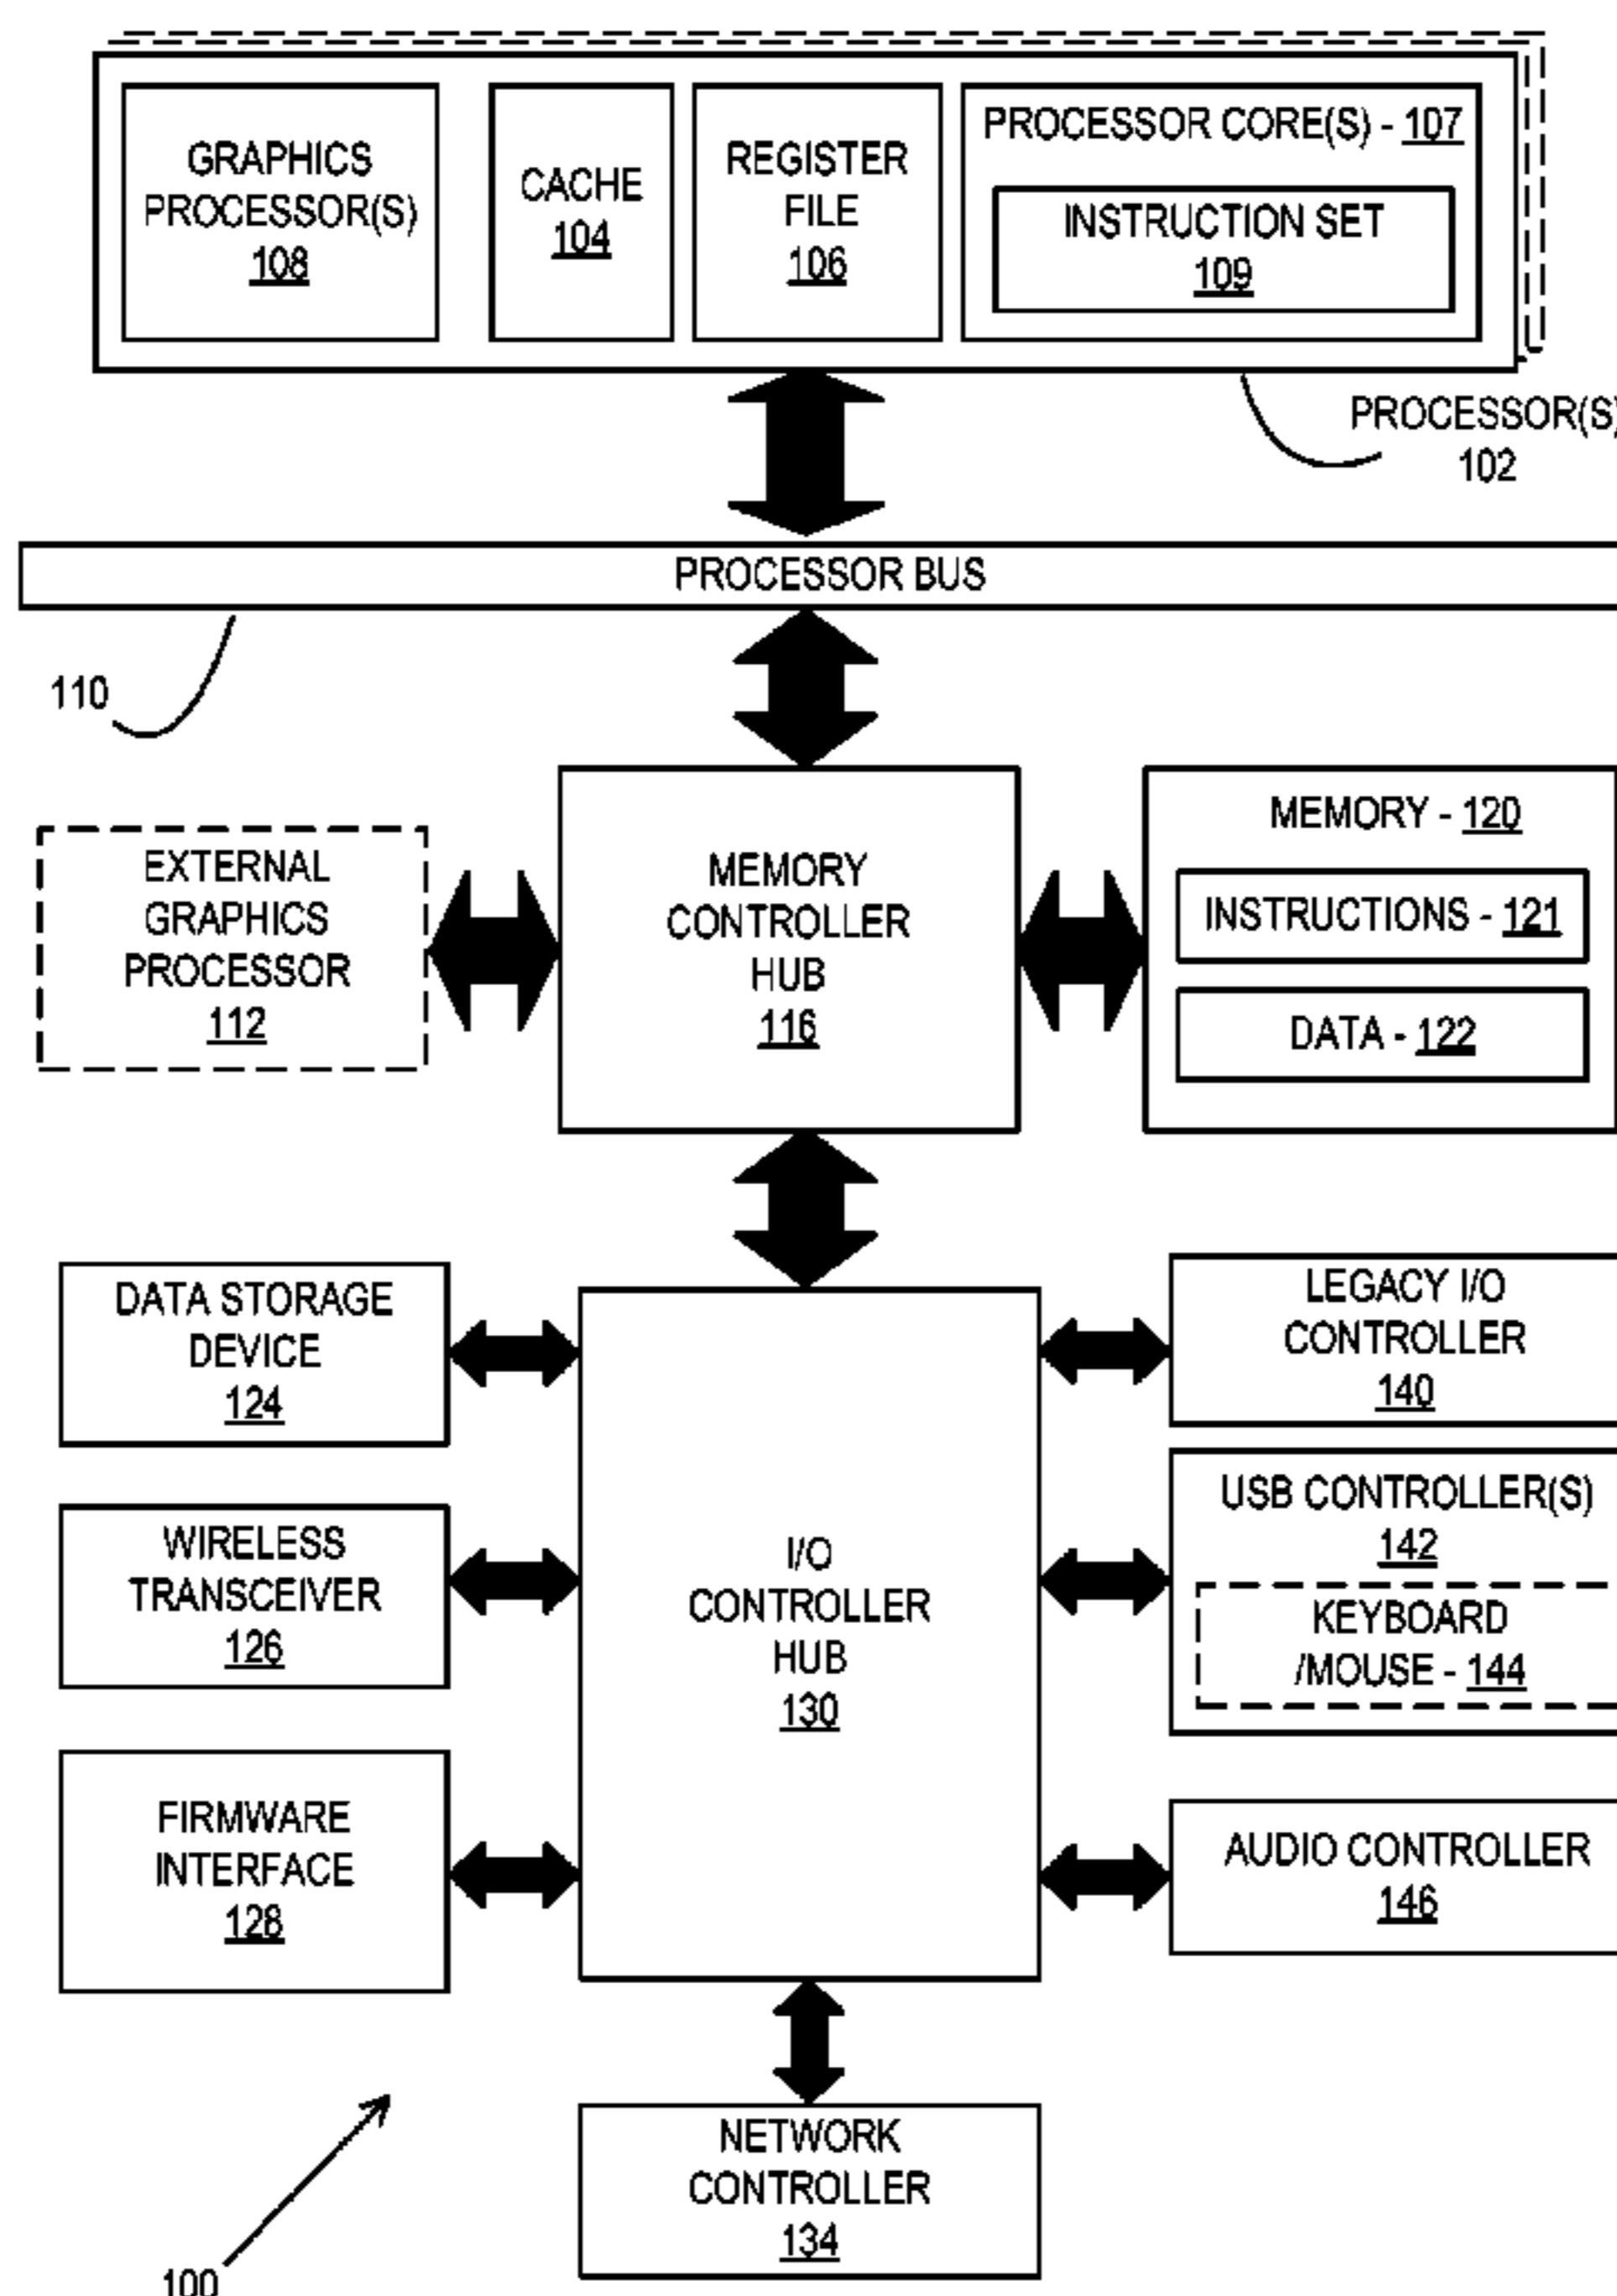 GRAPHICS
PROCESSOR(S)
108
CACHE
104
REGISTER
FILE
106
PROCESSOR CORE(S) - 107
INSTRUCTION SET
109
PROCESSOR(S)
102
PROCESSOR BUS
110
EXTERNAL
GRAPHICS
PROCESSOR
112
MEMORY
CONTROLLER
HUB
116
MEMORY - 120
INSTRUCTIONS - 121
DATA - 122
DATA STORAGE
DEVICE
124
LEGACY I/O
CONTROLLER
140
WIRELESS
TRANSCEIVER
126
I/O
CONTROLLER
HUB
130
USB CONTROLLER(S)
142
KEYBOARD
/MOUSE - 144
FIRMWARE
INTERFACE
128
AUDIO CONTROLLER
146
NETWORK
CONTROLLER
134
100